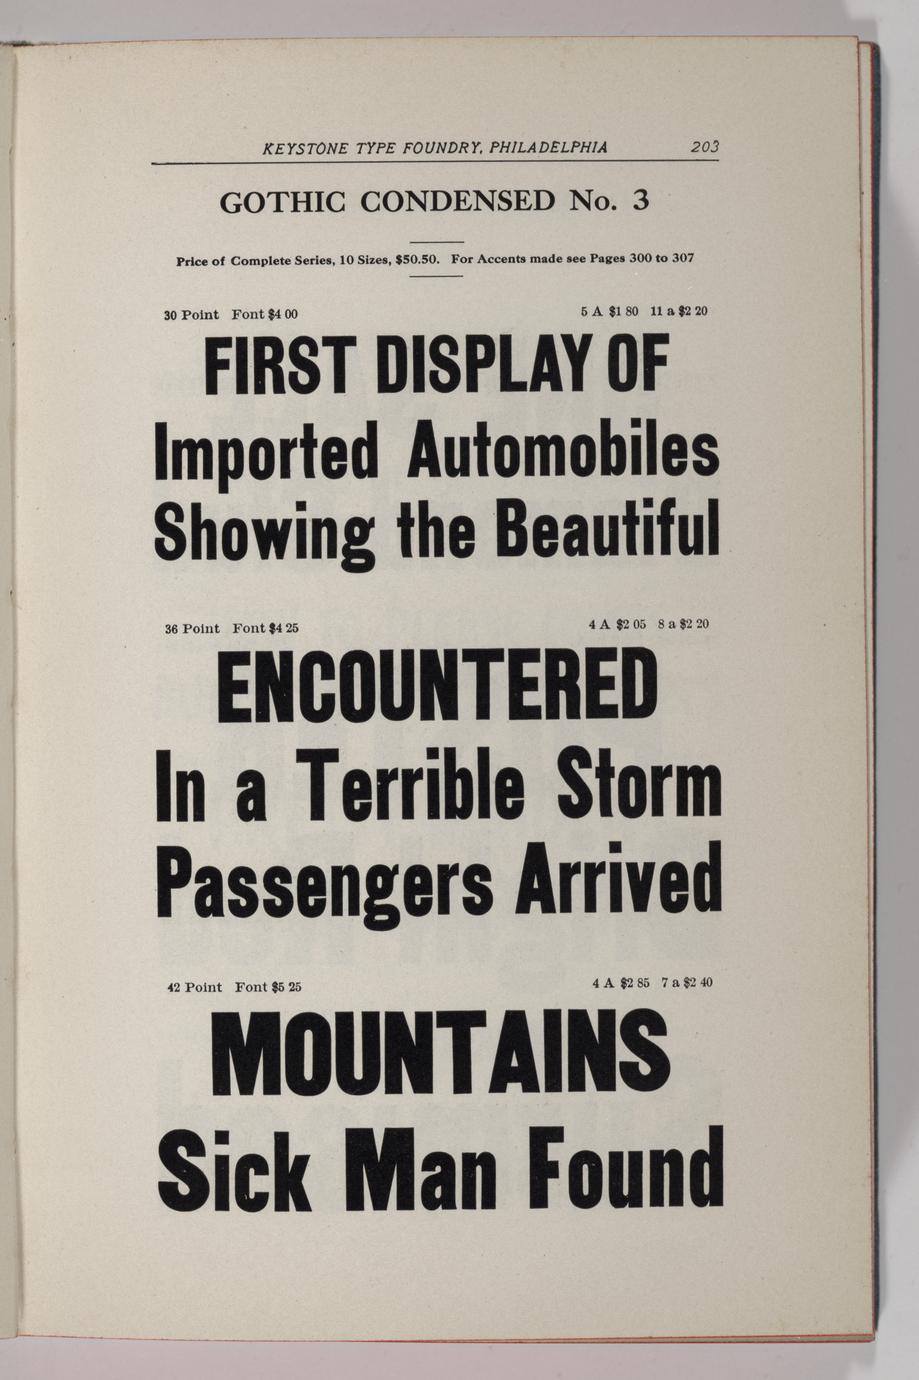 KEYSTONE TYPE FOUNDRY, PHILADELPHIA 203
GOTHIC CONDENSED No. 3
Price of Complete Series, 10 Sizes, $50.50. For Accents made see Pages 300 to 307
30 Point Font $4 00 5 A $1 80 11 a $2 20
FIRST DISPLAY OF
Imported Automobiles
Showing the Beautiful
36 Point Font $4 25 4 A $2 05 8 a $2 20
ENCOUNTERED
In a Terrible Storm
Passengers Arrived
42 Point Font $5 25 4 A $2 85 7 a $2 40
MOUNTAINS
Sick Man Found